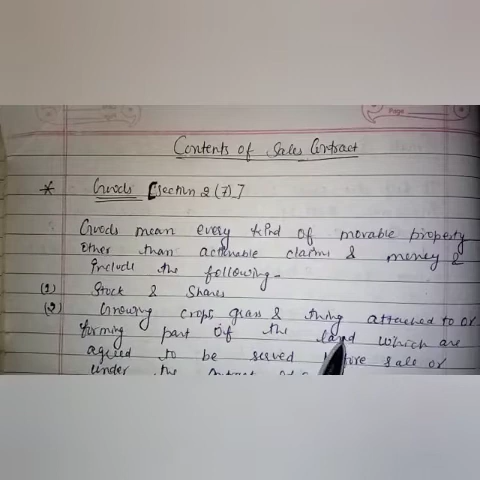 Page
Contents of Sales Contract
* Goods [Section 2(7)]
Goods mean every kind of movable property
other than actionable claims & money &
include the following -
(1) Stock & Shares
(2) Growing crops, grass & thing attached to or
forming part of the land which are
agreed to be served sale or
under the